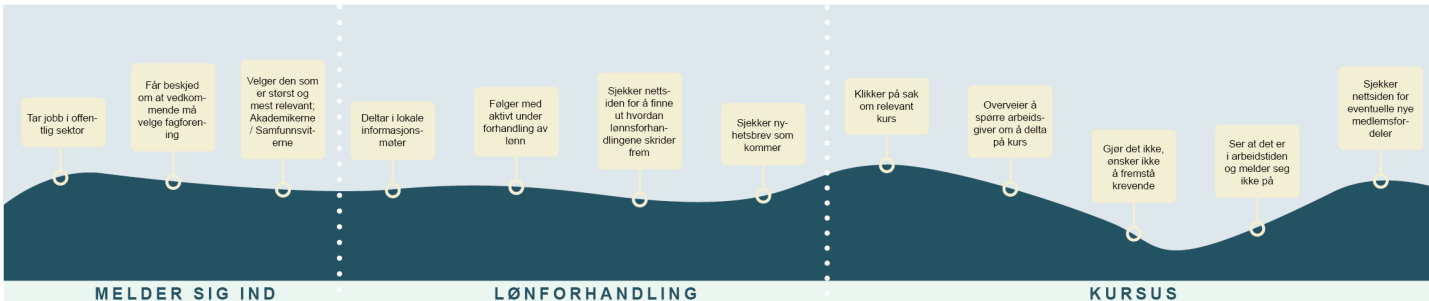 Tar jobb i offen-
tlig sektor
Får beskjed
om at vedkom-
mende må
velge fagforen-
ing
Velger den som
er størst og
mest relevant;
Akademikerne
/ Samfunnsvit-
erne
Deltar i lokale
informasjons-
møter
Følger med
aktivt under
forhandling av
lønn
Sjekker netts-
iden for å finne
ut hvordan
lønnsforhan-
dlingene skrider
frem
Sjekker ny-
hetsbrev som
kommer
Klikker på sak
om relevant
kurs
Overveier å
spørre arbeids-
giver om å delta
på kurs
Gjør det ikke,
ønsker ikke
å fremstå
krevende
Ser at det er
i arbeidstiden
og melder seg
ikke på
Sjekker
nettsiden for
eventuelle nye
medlemsfor-
deler
MELDER SIG IND
LØNFORHANDLING
KURSUS